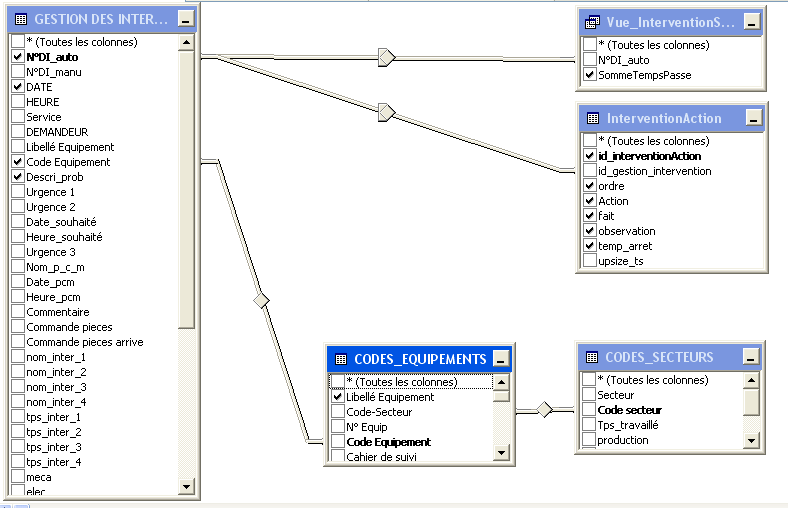 GESTION DES INTER...
* (Toutes les colonnes)
N°DI_auto
N°DI_manu
DATE
HEURE
Service
DEMANDEUR
Libellé Equipement
Code Equipement
Descri_prob
Urgence 1
Urgence 2
Date_souhaité
Heure_souhaité
Urgence 3
Nom_p_c_m
Date_pcm
Heure_pcm
Commentaire
Commande pieces
Commande pieces arrive
nom_inter_1
nom_inter_2
nom_inter_3
nom_inter_4
tps_inter_1
tps_inter_2
tps_inter_3
tps_inter_4
meca
elec
Vue_InterventionS...
* (Toutes les colonnes)
N°DI_auto
SommeTempsPasse
InterventionAction
* (Toutes les colonnes)
id_interventionAction
id_gestion_intervention
ordre
Action
fait
observation
temp_arret
upsize_ts
CODES_EQUIPEMENTS
* (Toutes les colonnes)
Libellé Equipement
Code-Secteur
N° Equip
Code Equipement
Cahier de suivi
CODES_SECTEURS
* (Toutes les colonnes)
Secteur
Code secteur
Tps_travaillé
production